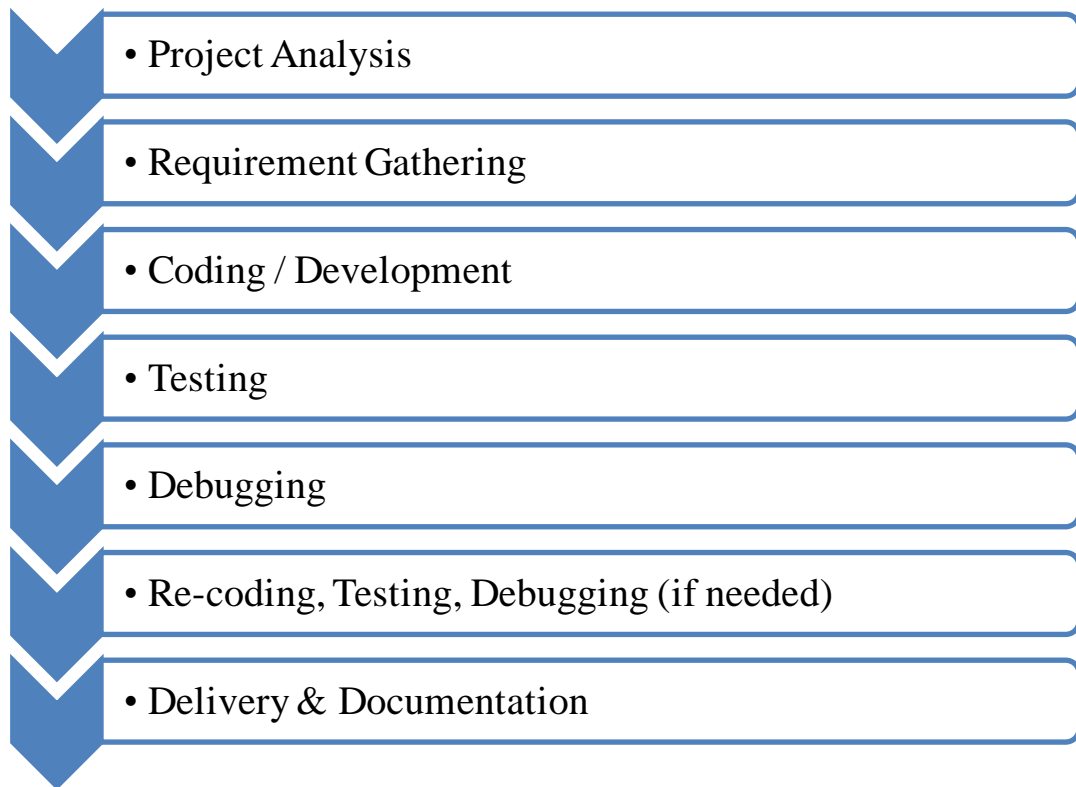 • Project Analysis
• Requirement Gathering
• Coding / Development
• Testing
• Debugging
• Re-coding, Testing, Debugging (if needed)
• Delivery & Documentation